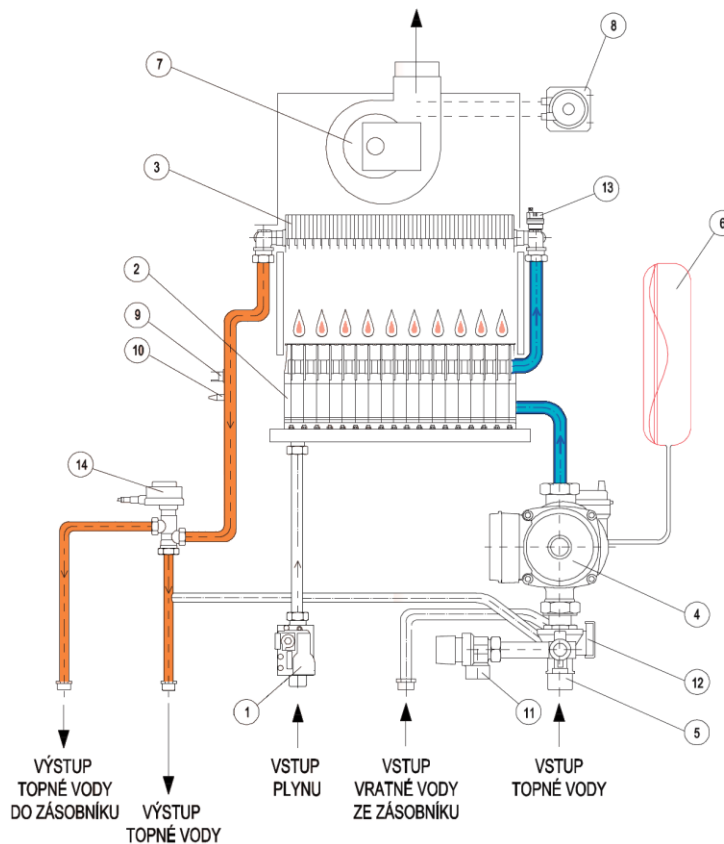 8
7
3
13
6
2
9
10
14
4
12
1
11
5
VÝSTUP
TOPNÉ VODY
DO ZÁSOBNÍKU
VÝSTUP
TOPNÉ VODY
VSTUP
PLYNU
VSTUP
VRATNÉ VODY
ZE ZÁSOBNÍKU
VSTUP
TOPNÉ VODY